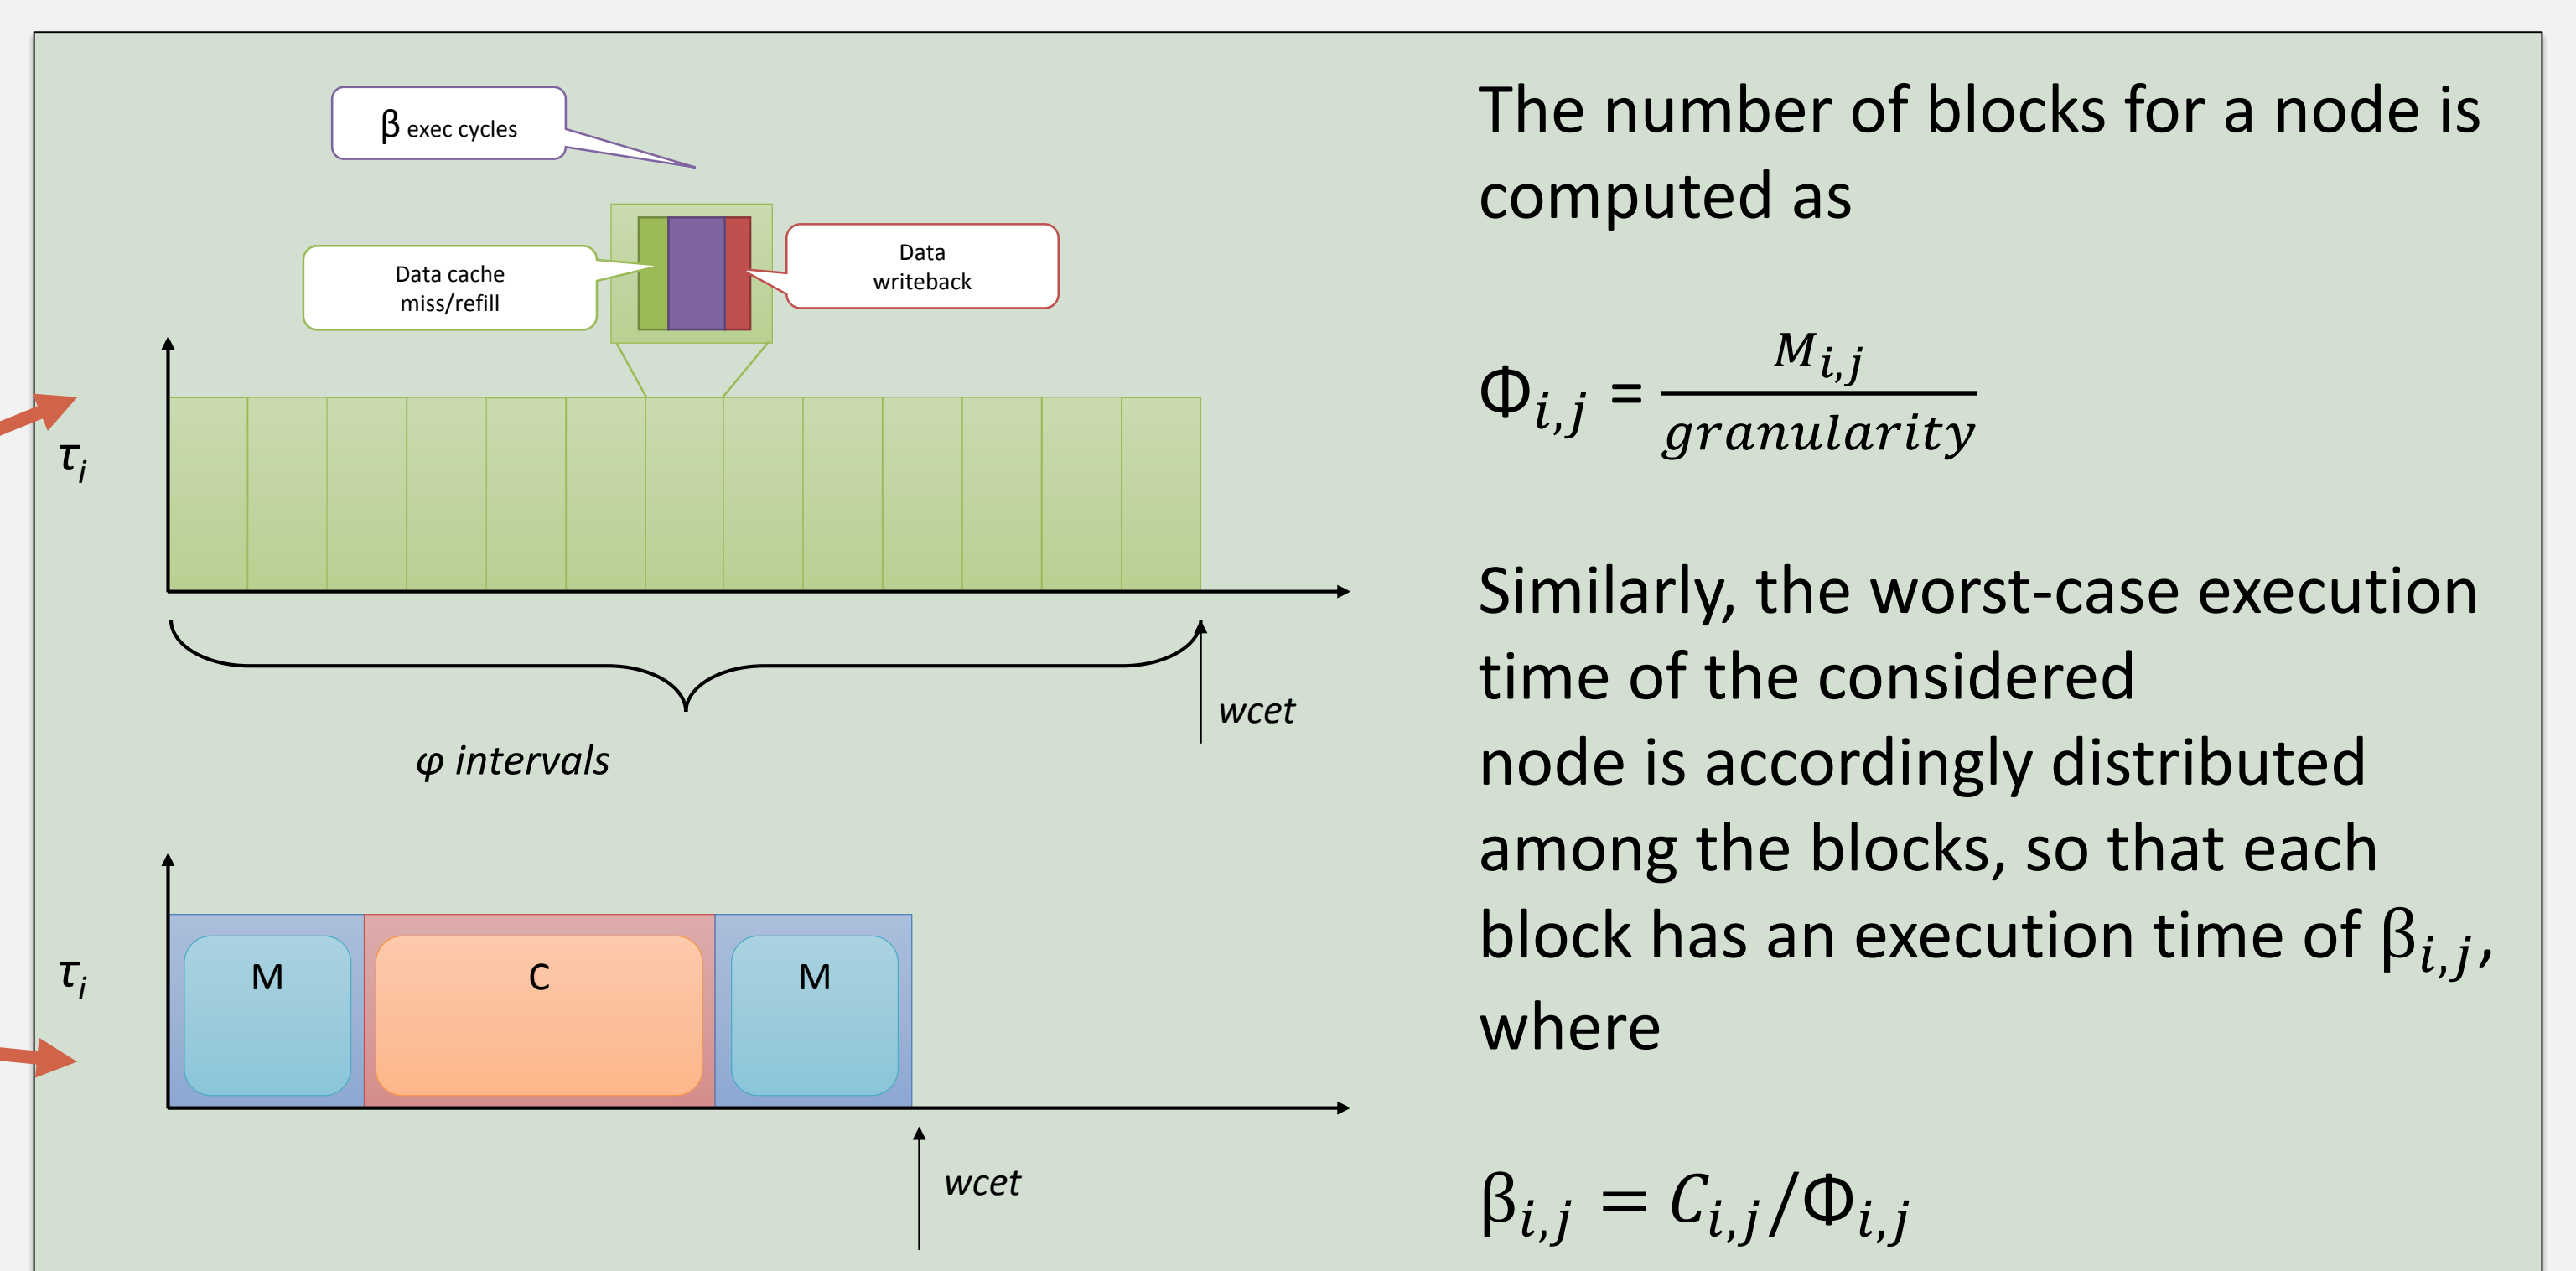 β exec cycles
Data cache
miss/refill
Data
writeback
τi
wcet
φ intervals
τi
M
C
M
wcet
The number of blocks for a node is
computed as
Φi,j = Mi,j / granularity
Similarly, the worst-case execution
time of the considered
node is accordingly distributed
among the blocks, so that each
block has an execution time of βi,j,
where
βi,j = Ci,j/Φi,j